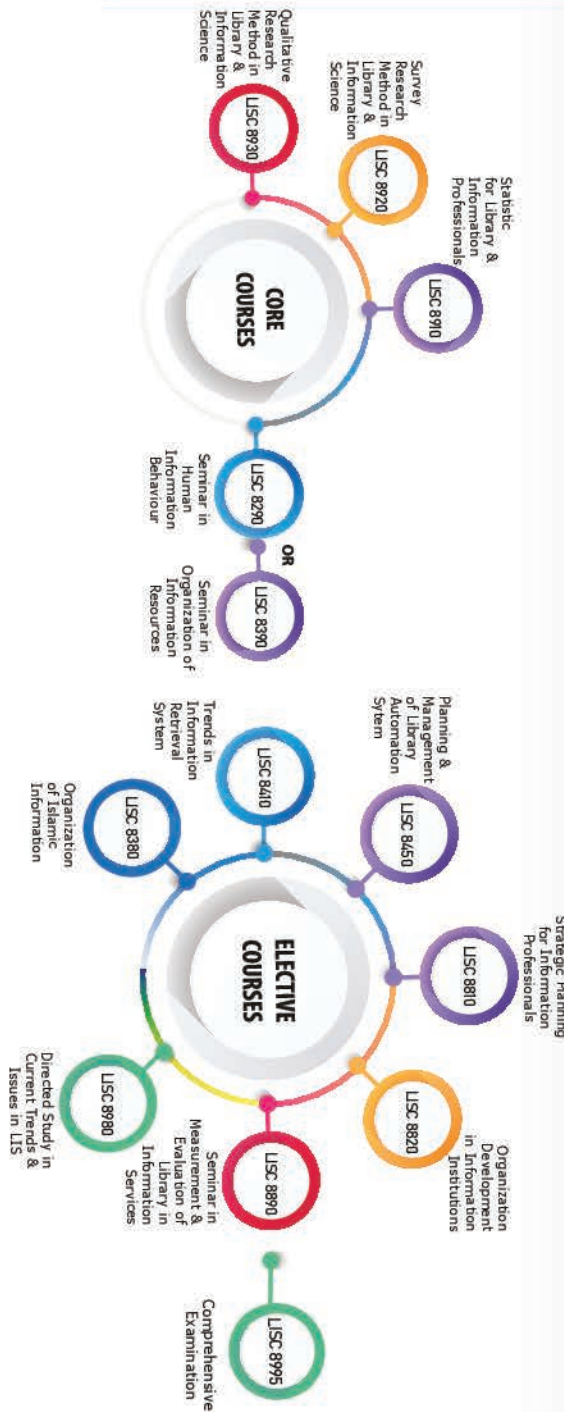 Qualitative
Research
Method in
Library &
Information
Science
LISC 8930
Survey
Research
Method in
Library &
Information
Science
LISC 8920
Statistic
for Library &
Information
Professionals
LISC 8910
CORE
COURSES
LISC 8290
Seminar in
Human
Information
Behaviour
OR
LISC 8390
Seminar in
Organization of
Information
Resources
Organization
of Islamic
Information
LISC 8380
Trends in
Information
Retrieval
System
LISC 8410
Planning &
Management
of Library
Automation
Sytem
LISC 8450
Strategic Planning
for Information
Professionals
LISC 8810
Organization
Development
in Information
Institutions
LISC 8820
ELECTIVE
COURSES
LISC 8890
Seminar in
Measurement &
Evaluation of
Library in
Information
Services
LISC 8980
Directed Study in
Current Trends &
Issues in LIS
LISC 8995
Comprehensive
Examination